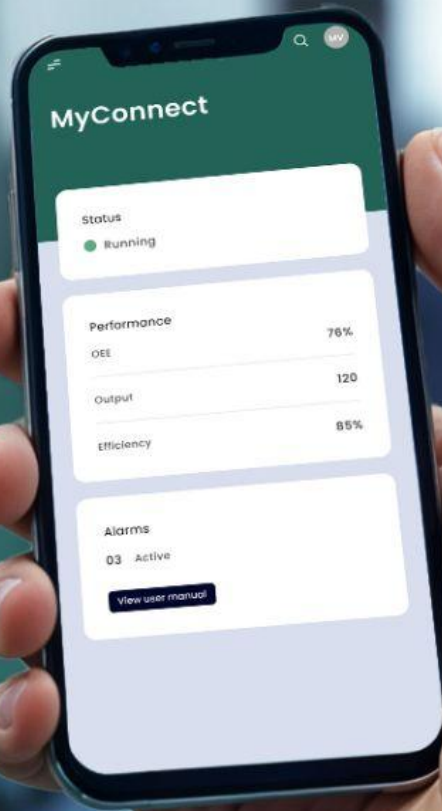 MV
MyConnect
Status
Running
Performance
OEE 76%
Output 120
Efficiency 85%
Alarms
03 Active
View user manual